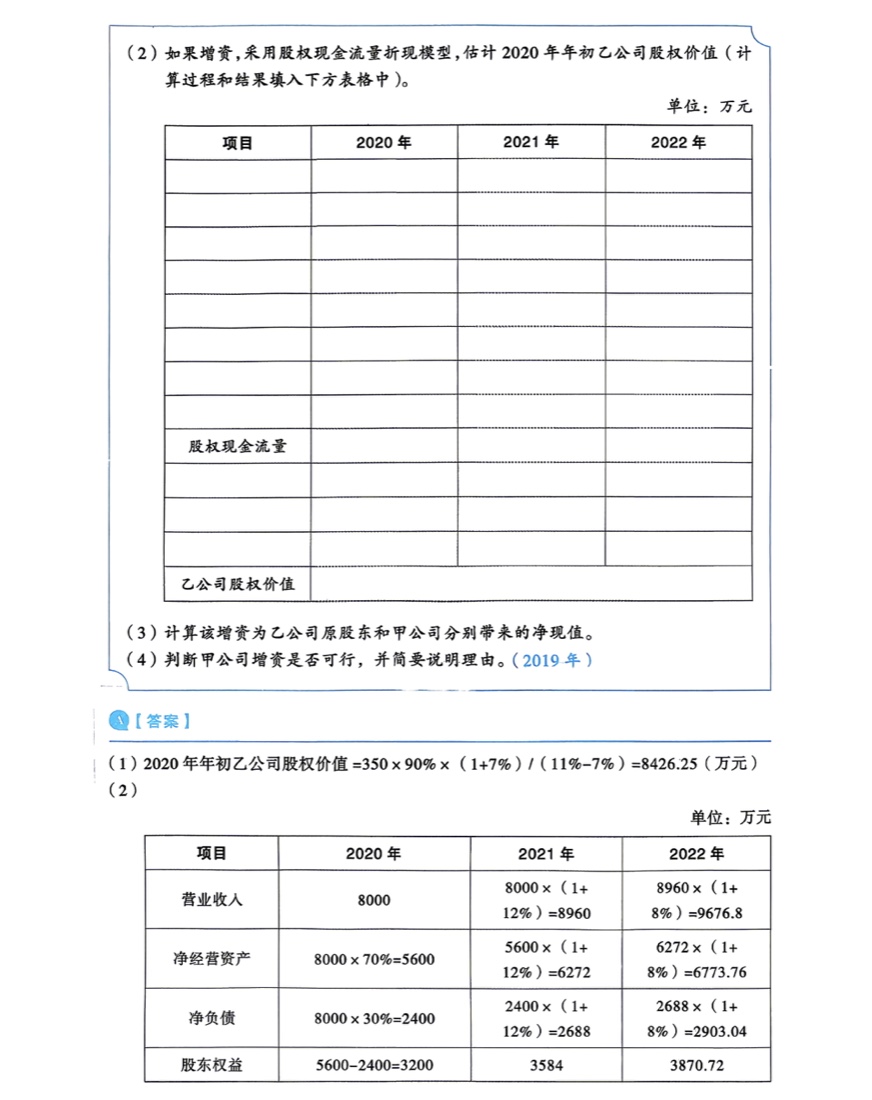 （2）如果增资,采用股权现金流量折现模型,估计 2020 年年初乙公司股权价值（计
算过程和结果填入下方表格中）。
单位：万元
项目 2020 年 2021 年 2022 年
股权现金流量
乙公司股权价值
（3）计算该增资为乙公司原股东和甲公司分别带来的净现值。
（4）判断甲公司增资是否可行，并简要说明理由。（2019 年）
A【答案】
（1）2020 年年初乙公司股权价值 =350×90%×（1+7%）/（11%−7%）=8426.25（万元）
（2）
单位：万元
项目 2020 年 2021 年 2022 年
营业收入 8000 8000×（1+ 8960×（1+
12%）=8960 8%）=9676.8
净经营资产 8000×70%=5600 5600×（1+ 6272×（1+
12%）=6272 8%）=6773.76
净负债 8000×30%=2400 2400×（1+ 2688×（1+
12%）=2688 8%）=2903.04
股东权益 5600−2400=3200 3584 3870.72